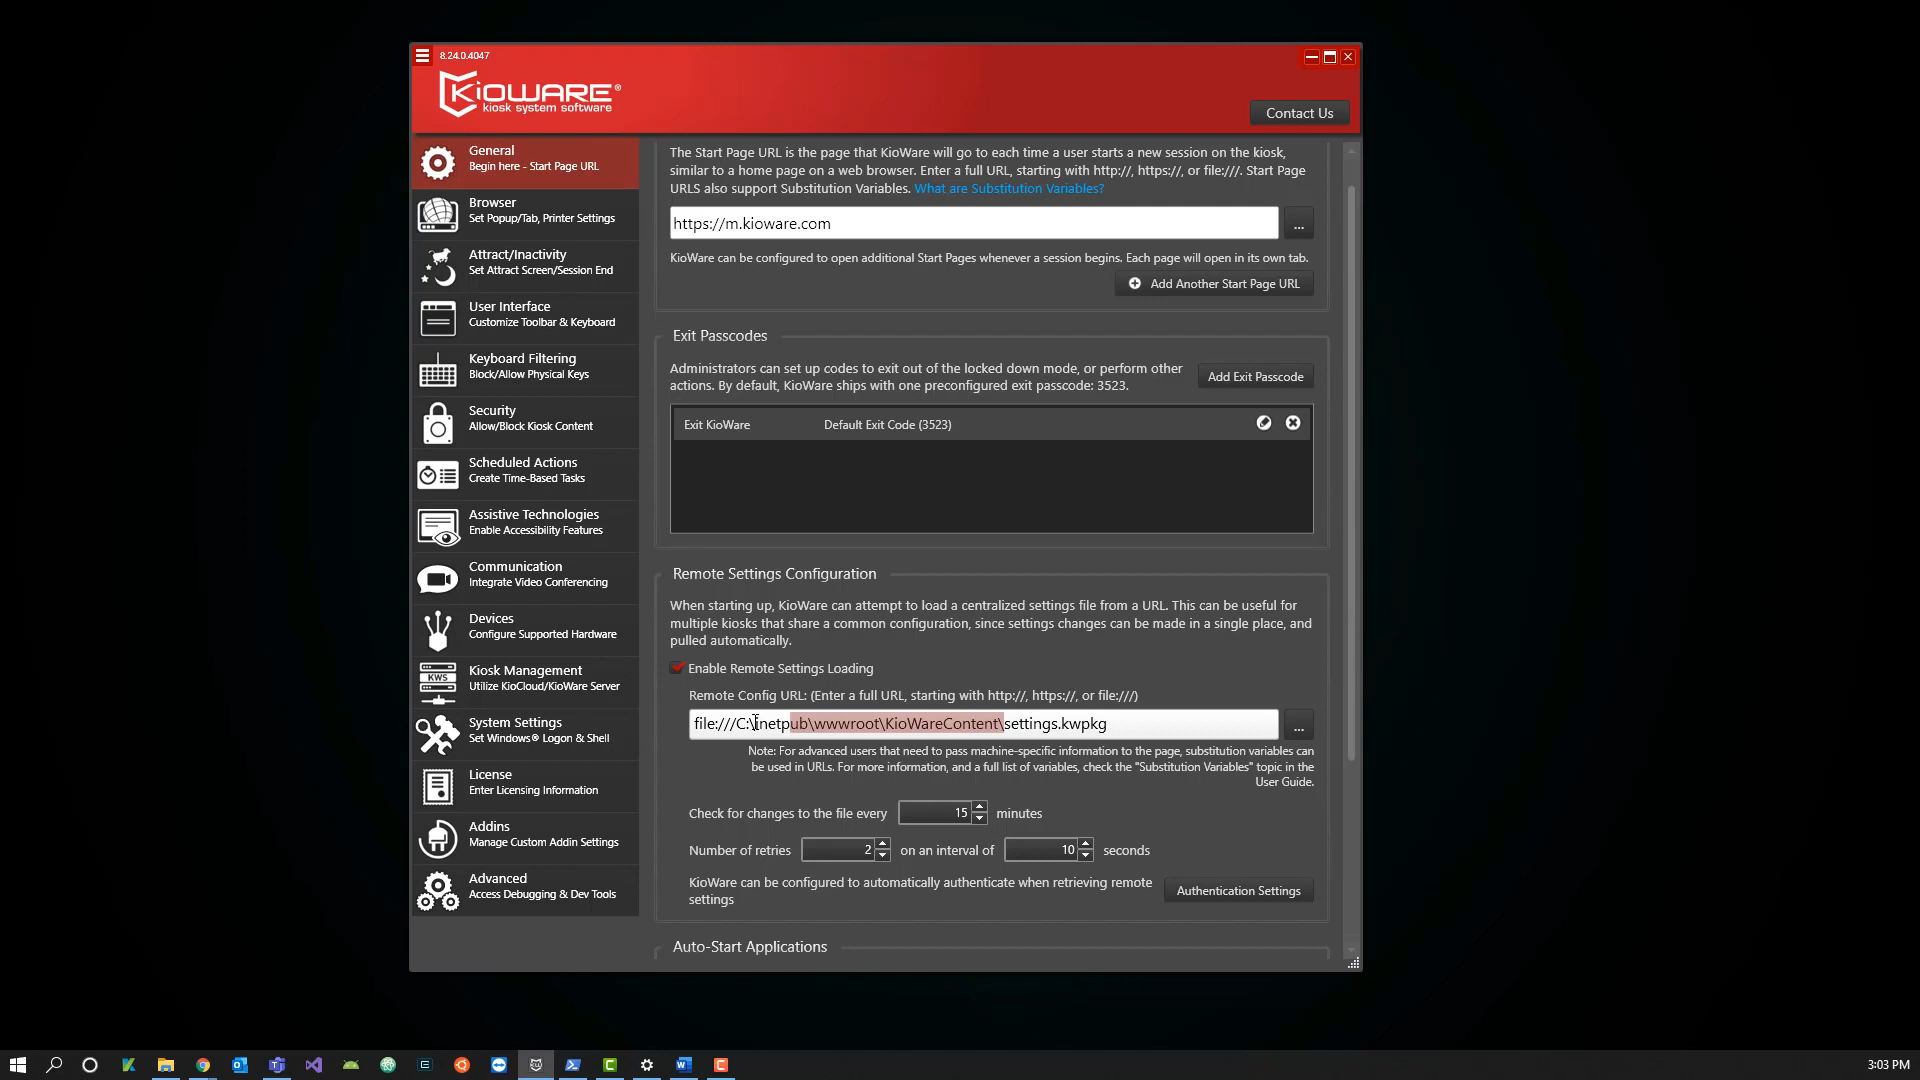 8.24.0.4047
KIOWARE®
kiosk system software
Contact Us
General
Begin here - Start Page URL
Browser
Set Popup/Tab, Printer Settings
Attract/Inactivity
Set Attract Screen/Session End
User Interface
Customize Toolbar & Keyboard
Keyboard Filtering
Block/Allow Physical Keys
Security
Allow/Block Kiosk Content
Scheduled Actions
Create Time-Based Tasks
Assistive Technologies
Enable Accessibility Features
Communication
Integrate Video Conferencing
Devices
Configure Supported Hardware
KWS
Kiosk Management
Utilize KioCloud/KioWare Server
System Settings
Set Windows® Logon & Shell
License
Enter Licensing Information
Addins
Manage Custom Addin Settings
Advanced
Access Debugging & Dev Tools
The Start Page URL is the page that KioWare will go to each time a user starts a new session on the kiosk,
similar to a home page on a web browser. Enter a full URL, starting with http://, https://, or file:///. Start Page
URLS also support Substitution Variables. What are Substitution Variables?
https://m.kioware.com
...
KioWare can be configured to open additional Start Pages whenever a session begins. Each page will open in its own tab.
Add Another Start Page URL
Exit Passcodes
Administrators can set up codes to exit out of the locked down mode, or perform other
actions. By default, KioWare ships with one preconfigured exit passcode: 3523.
Add Exit Passcode
Exit KioWare Default Exit Code (3523)
Remote Settings Configuration
When starting up, KioWare can attempt to load a centralized settings file from a URL. This can be useful for
multiple kiosks that share a common configuration, since settings changes can be made in a single place, and
pulled automatically.
Enable Remote Settings Loading
Remote Config URL: (Enter a full URL, starting with http://, https://, or file:///)
file:///C:\inetpub\wwwroot\KioWareContent\settings.kwpkg
...
Note: For advanced users that need to pass machine-specific information to the page, substitution variables can
be used in URLs. For more information, and a full list of variables, check the "Substitution Variables" topic in the
User Guide.
Check for changes to the file every 15 minutes
Number of retries 2 on an interval of 10 seconds
KioWare can be configured to automatically authenticate when retrieving remote
settings
Authentication Settings
Auto-Start Applications
3:03 PM